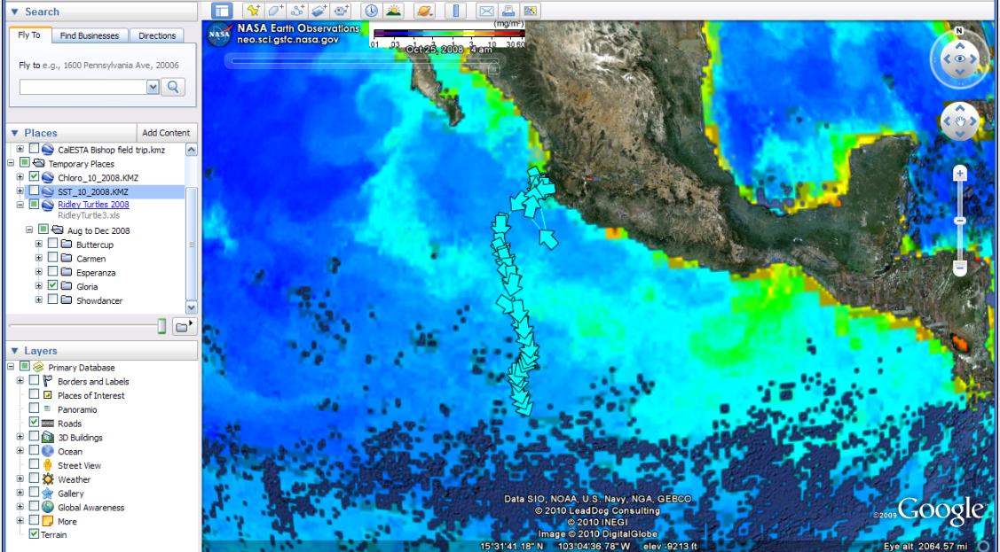 Search
Fly To
Find Businesses
Directions
Fly to e.g., 1600 Pennsylvania Ave, 20006
Places
Add Content
CalESTA Bishop field trip.kmz
Temporary Places
Chloro_10_2008.KMZ
SST_10_2008.KMZ
Ridley Turtles 2008
RidleyTurtle3.xls
Aug to Dec 2008
Buttercup
Carmen
Esperanza
Gloria
Showdancer
Layers
Primary Database
Borders and Labels
Places of Interest
Panoramio
Roads
3D Buildings
Ocean
Street View
Weather
Gallery
Global Awareness
More
Terrain
NASA
NASA Earth Observations
neo.sci.gsfc.nasa.gov
(mg/m³)
Oct 25, 2008 4 am
N
Data SIO, NOAA, U.S. Navy, NGA, GEBCO
© 2010 LeadDog Consulting
© 2010 INEGI
Image © 2010 DigitalGlobe
©2009 Google
15°31'41.18" N 103°04'36.78" W elev -9213 ft
Eye alt 2064.57 mi